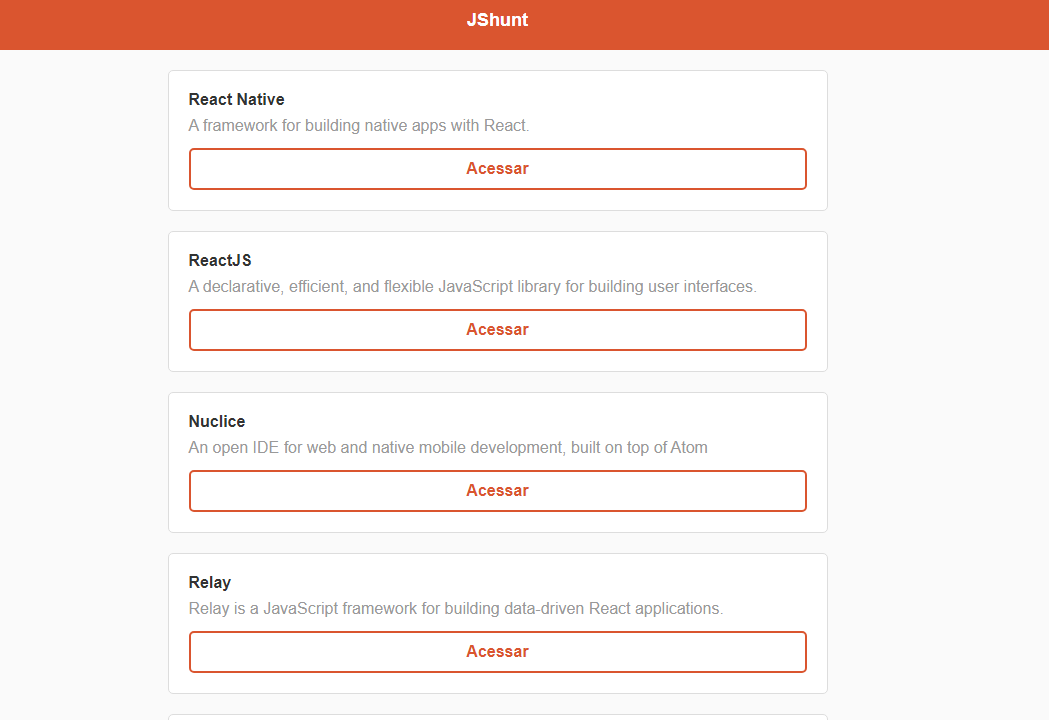 JShunt
React Native
A framework for building native apps with React.
Acessar
ReactJS
A declarative, efficient, and flexible JavaScript library for building user interfaces.
Acessar
Nuclice
An open IDE for web and native mobile development, built on top of Atom
Acessar
Relay
Relay is a JavaScript framework for building data-driven React applications.
Acessar